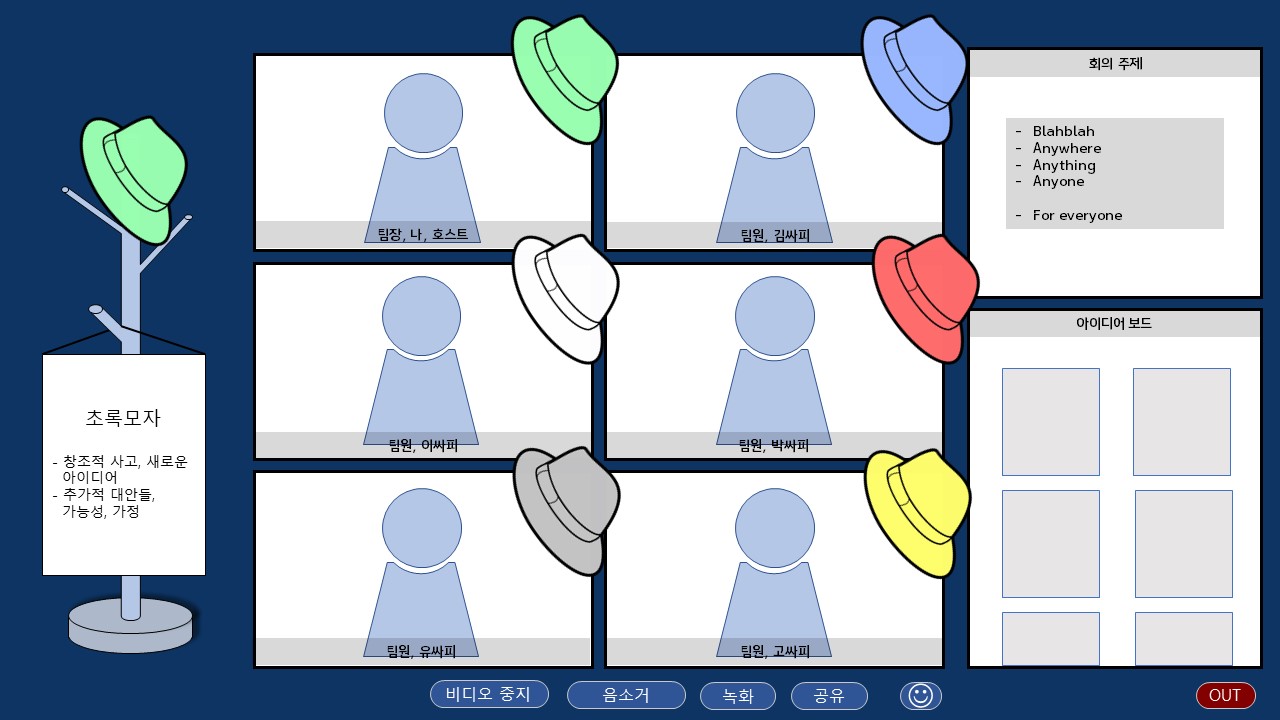 초록모자
- 창조적 사고, 새로운
아이디어
- 추가적 대안들,
가능성, 가정
팀장, 나, 호스트
팀원, 김싸피
팀원, 이싸피
팀원, 박싸피
팀원, 유싸피
팀원, 고싸피
회의 주제
- Blahblah
- Anywhere
- Anything
- Anyone
- For everyone
아이디어 보드
비디오 중지
음소거
녹화
공유
OUT